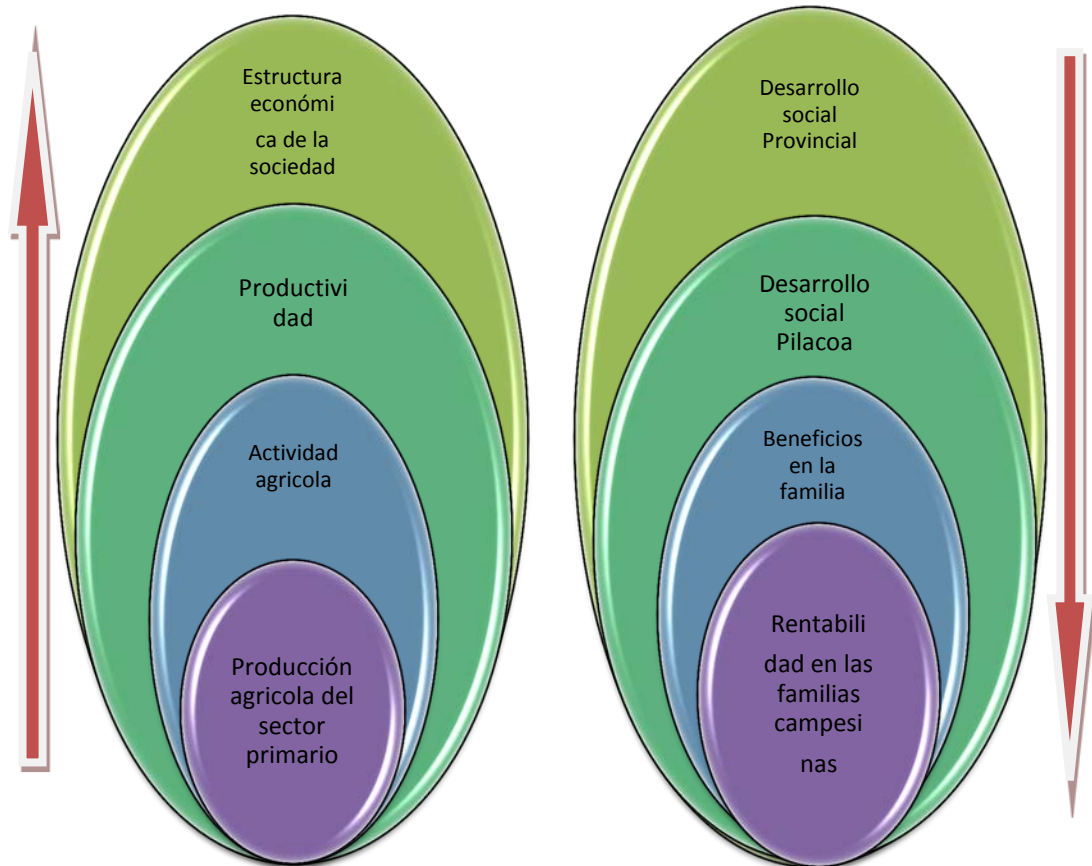 Estructura
económi
ca de la
sociedad
Productivi
dad
Actividad
agricola
Producción
agricola del
sector
primario
Desarrollo
social
Provincial
Desarrollo
social
Pilacoa
Beneficios
en la
familia
Rentabili
dad en las
familias
campesi
nas